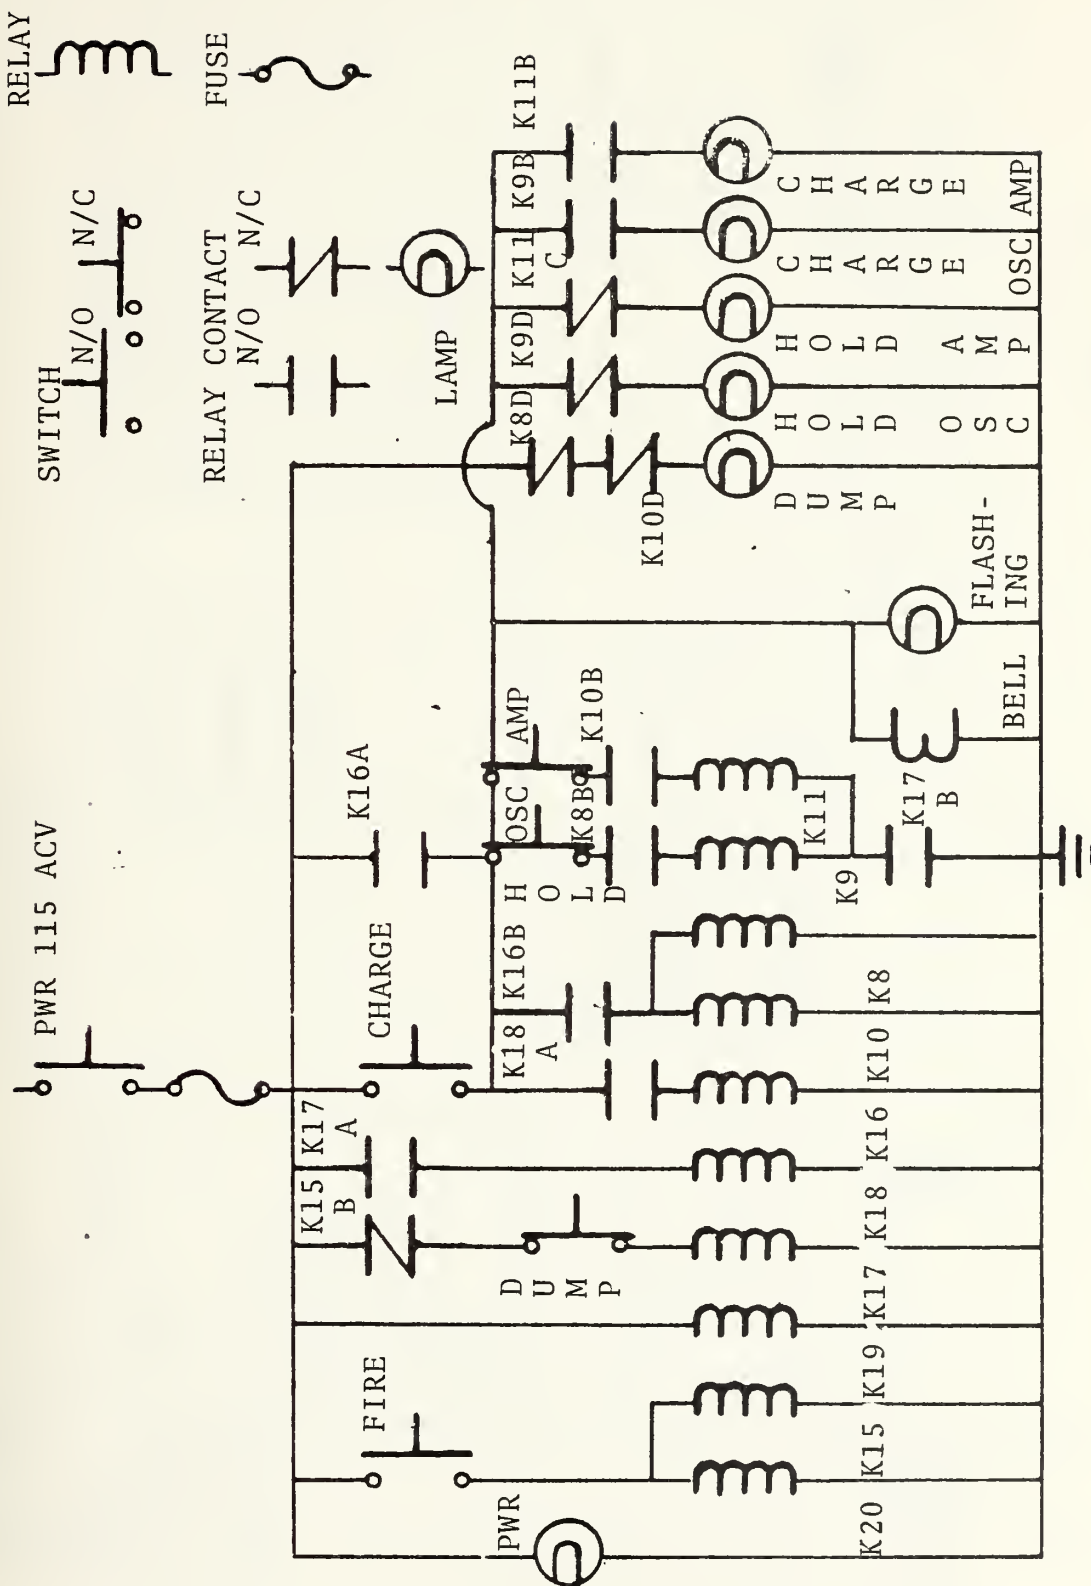 RELAY
FUSE
SWITCH
N/O
N/C
RELAY CONTACT
N/O
N/C
LAMP
PWR 115 ACV
K11B
K9B
K11
C
K9D
K8D
K10D
K16A
CHARGE
K17
A
K15
B
K18
A
K16B
OSC
AMP
HOLD
K8B
K10B
FIRE
DUMP
PWR
K20
K15
K19
K17
K18
K16
K10
K8
K9
K11
K17
B
BELL
FLASH-
ING
DUMP
HOLD OSC
HOLD AMP
CHARGE OSC
CHARGE AMP